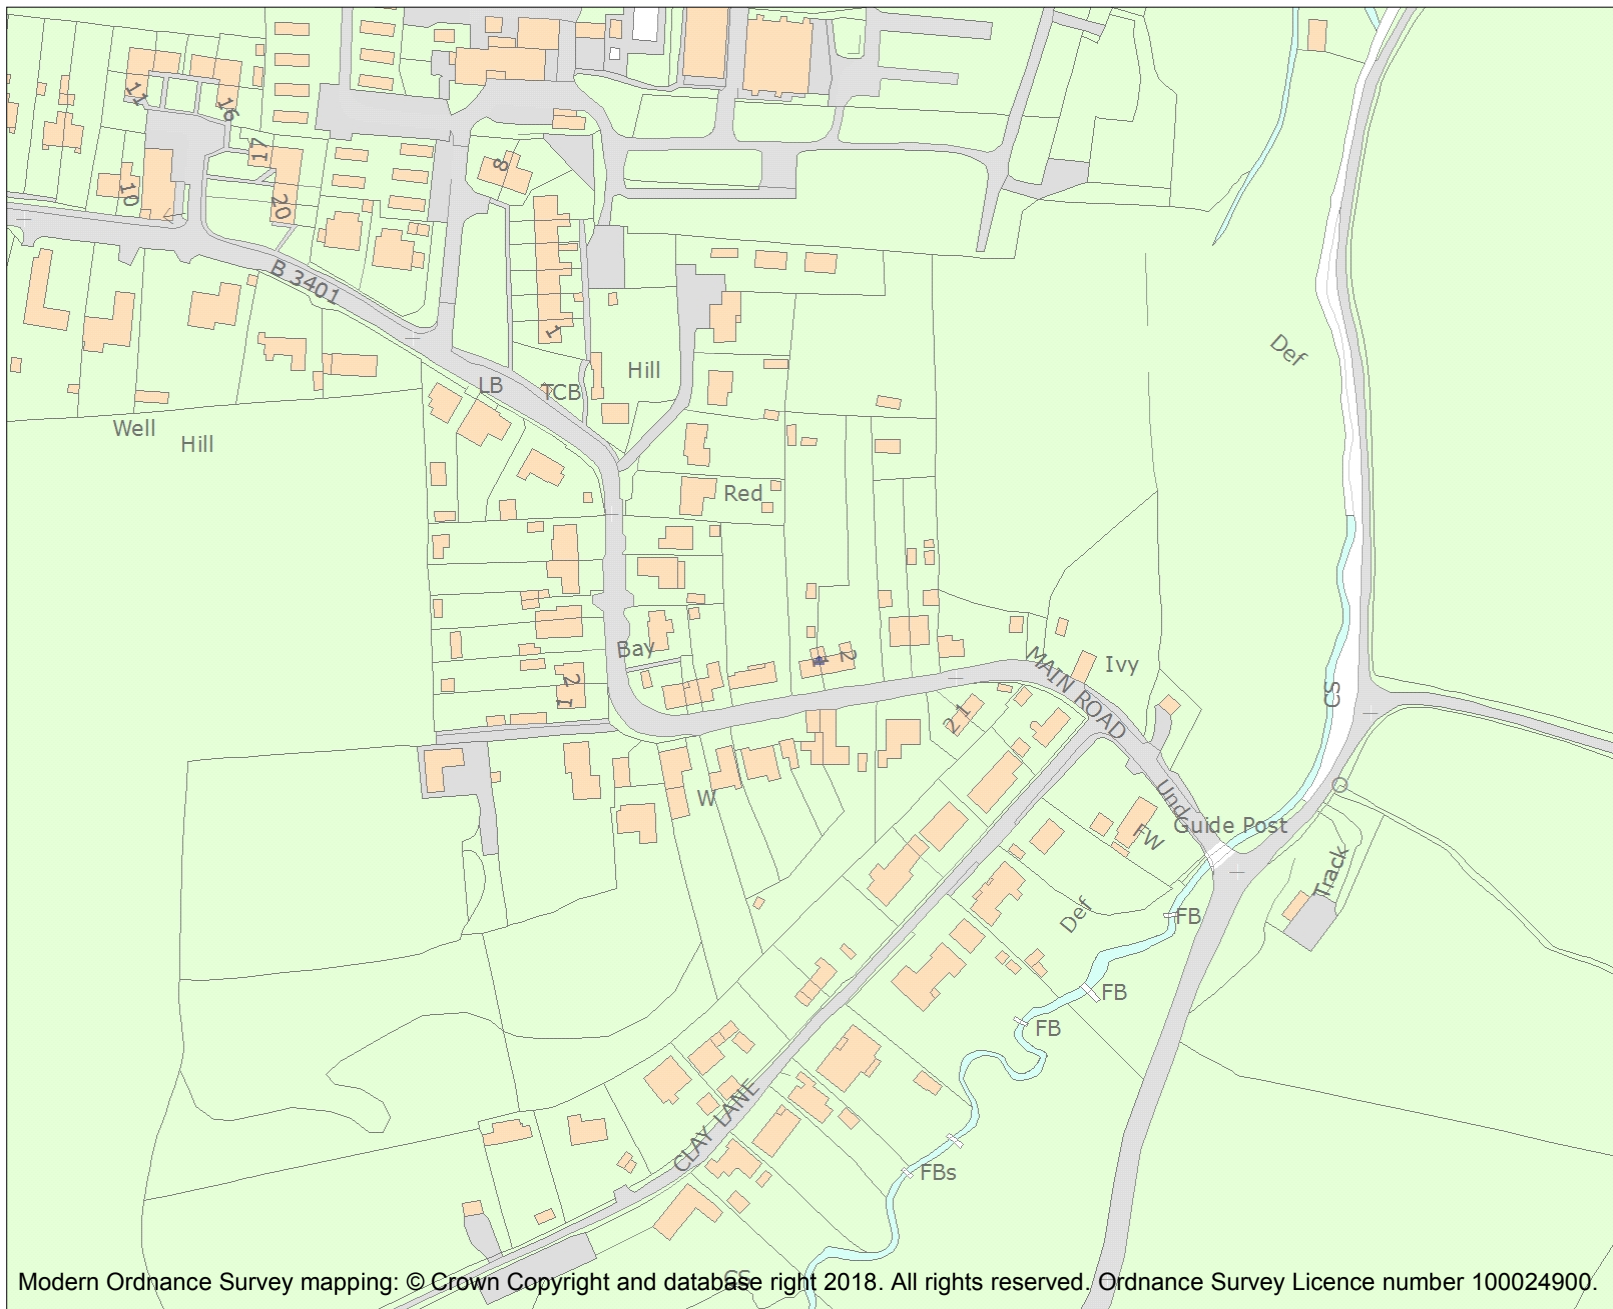 11
16
17
8
10
20
B 3401
1
Hill
Def
LB
TCB
Well
Hill
Red
Bay
2
MAIN ROAD
Ivy
21
CS
21
W
Und
Guide Post
FW
Track
Def
FB
FB
FB
CLAY LANE
FBs
CS
Modern Ordnance Survey mapping: © Crown Copyright and database right 2018. All rights reserved. Ordnance Survey Licence number 100024900.